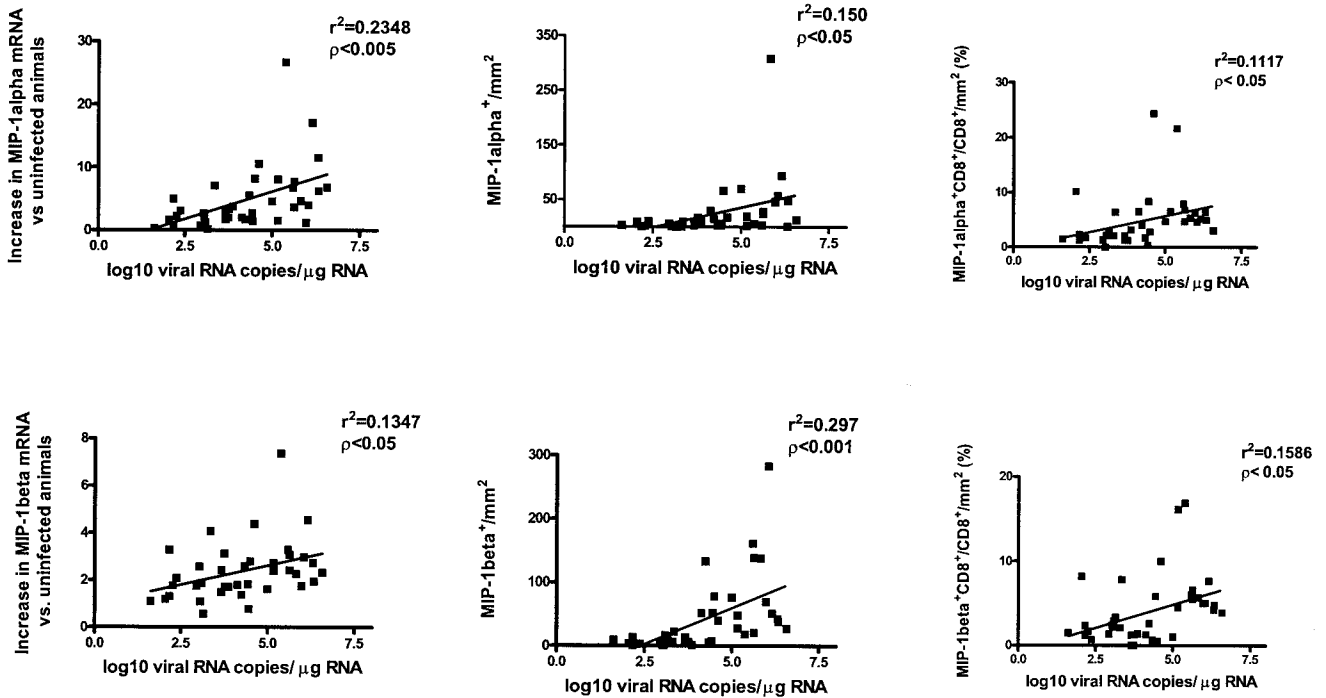 r²=0.2348
ρ<0.005
Increase in MIP-1alpha mRNA
vs uninfected animals
30
20
10
0
0.0
2.5
5.0
7.5
log10 viral RNA copies/ µg RNA
r²=0.150
ρ<0.05
MIP-1alpha⁺/mm²
350
250
150
50
0.0
2.5
5.0
7.5
log10 viral RNA copies/ µg RNA
r²=0.1117
ρ< 0.05
MIP-1alpha⁺CD8⁺/CD8⁺/mm² (%)
30
20
10
0
0.0
2.5
5.0
7.5
log10 viral RNA copies/ µg RNA
r²=0.1347
ρ<0.05
Increase in MIP-1beta mRNA
vs. uninfected animals
8
6
4
2
0
0.0
2.5
5.0
7.5
log10 viral RNA copies/ µg RNA
r²=0.297
ρ<0.001
MIP-1beta⁺/mm²
300
200
100
0
0.0
2.5
5.0
7.5
log10 viral RNA copies/ µg RNA
r²=0.1586
ρ< 0.05
MIP-1beta⁺CD8⁺/CD8⁺/mm² (%)
20
10
0
0.0
2.5
5.0
7.5
log10 viral RNA copies/ µg RNA